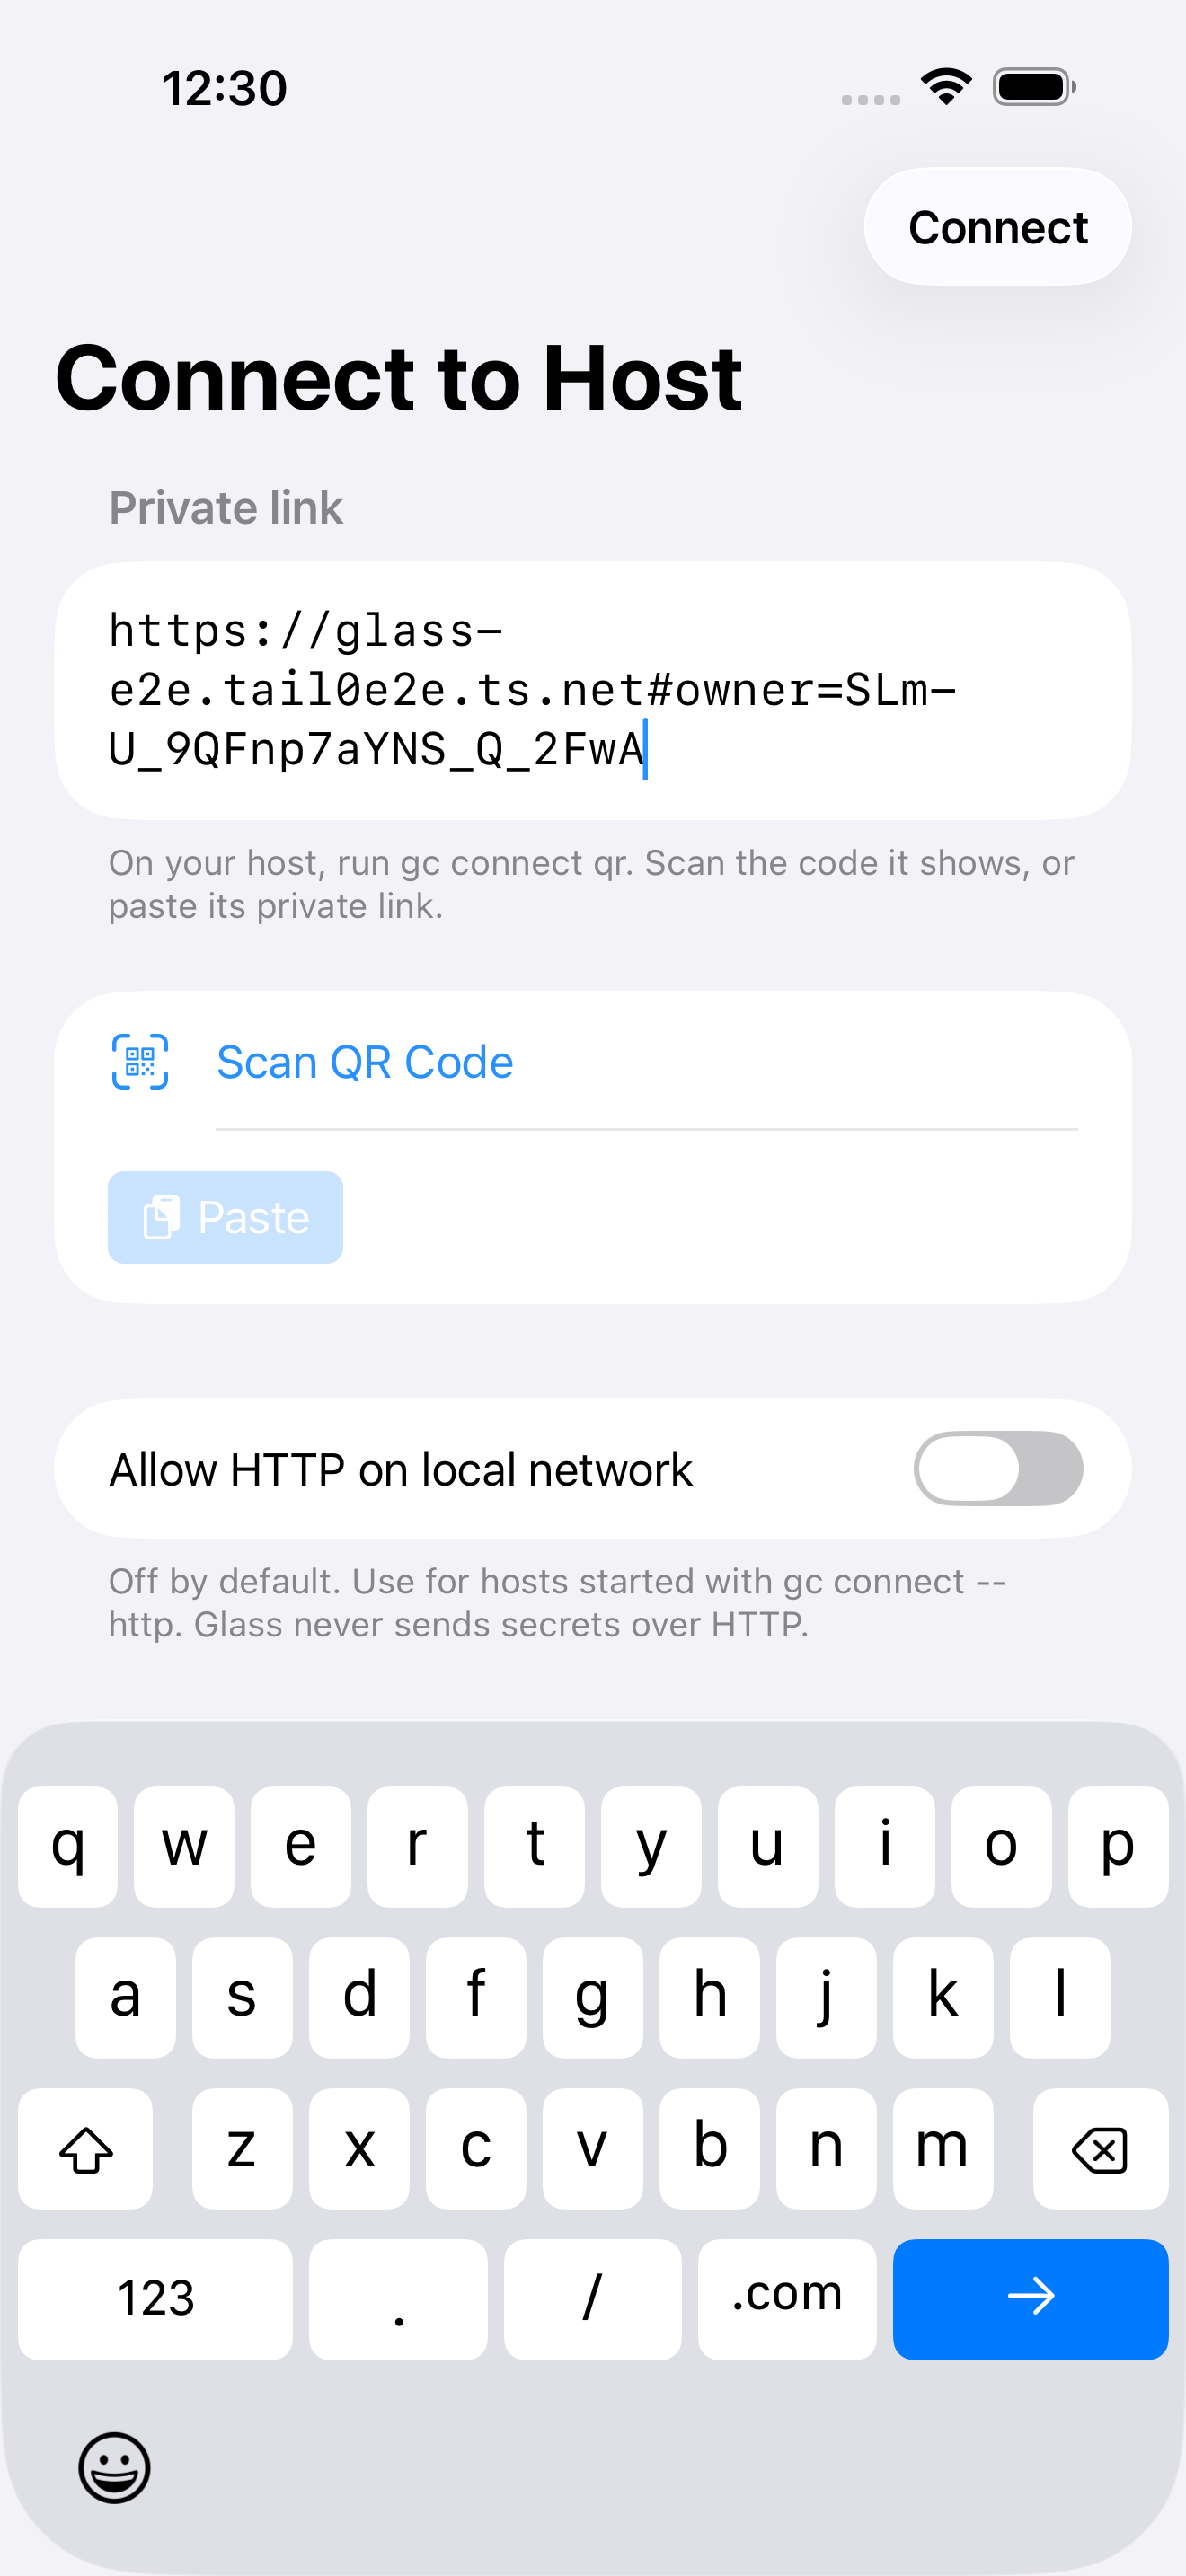 12:30
Connect
Connect to Host
Private link
https://glass-
e2e.tail0e2e.ts.net#owner=SLm-
U_9QFnp7aYNS_Q_2FwA
On your host, run gc connect qr. Scan the code it shows, or
paste its private link.
Scan QR Code
Paste
Allow HTTP on local network
Off by default. Use for hosts started with gc connect --
http. Glass never sends secrets over HTTP.
q w e r t y u i o p
a s d f g h j k l
z x c v b n m
123 . / .com